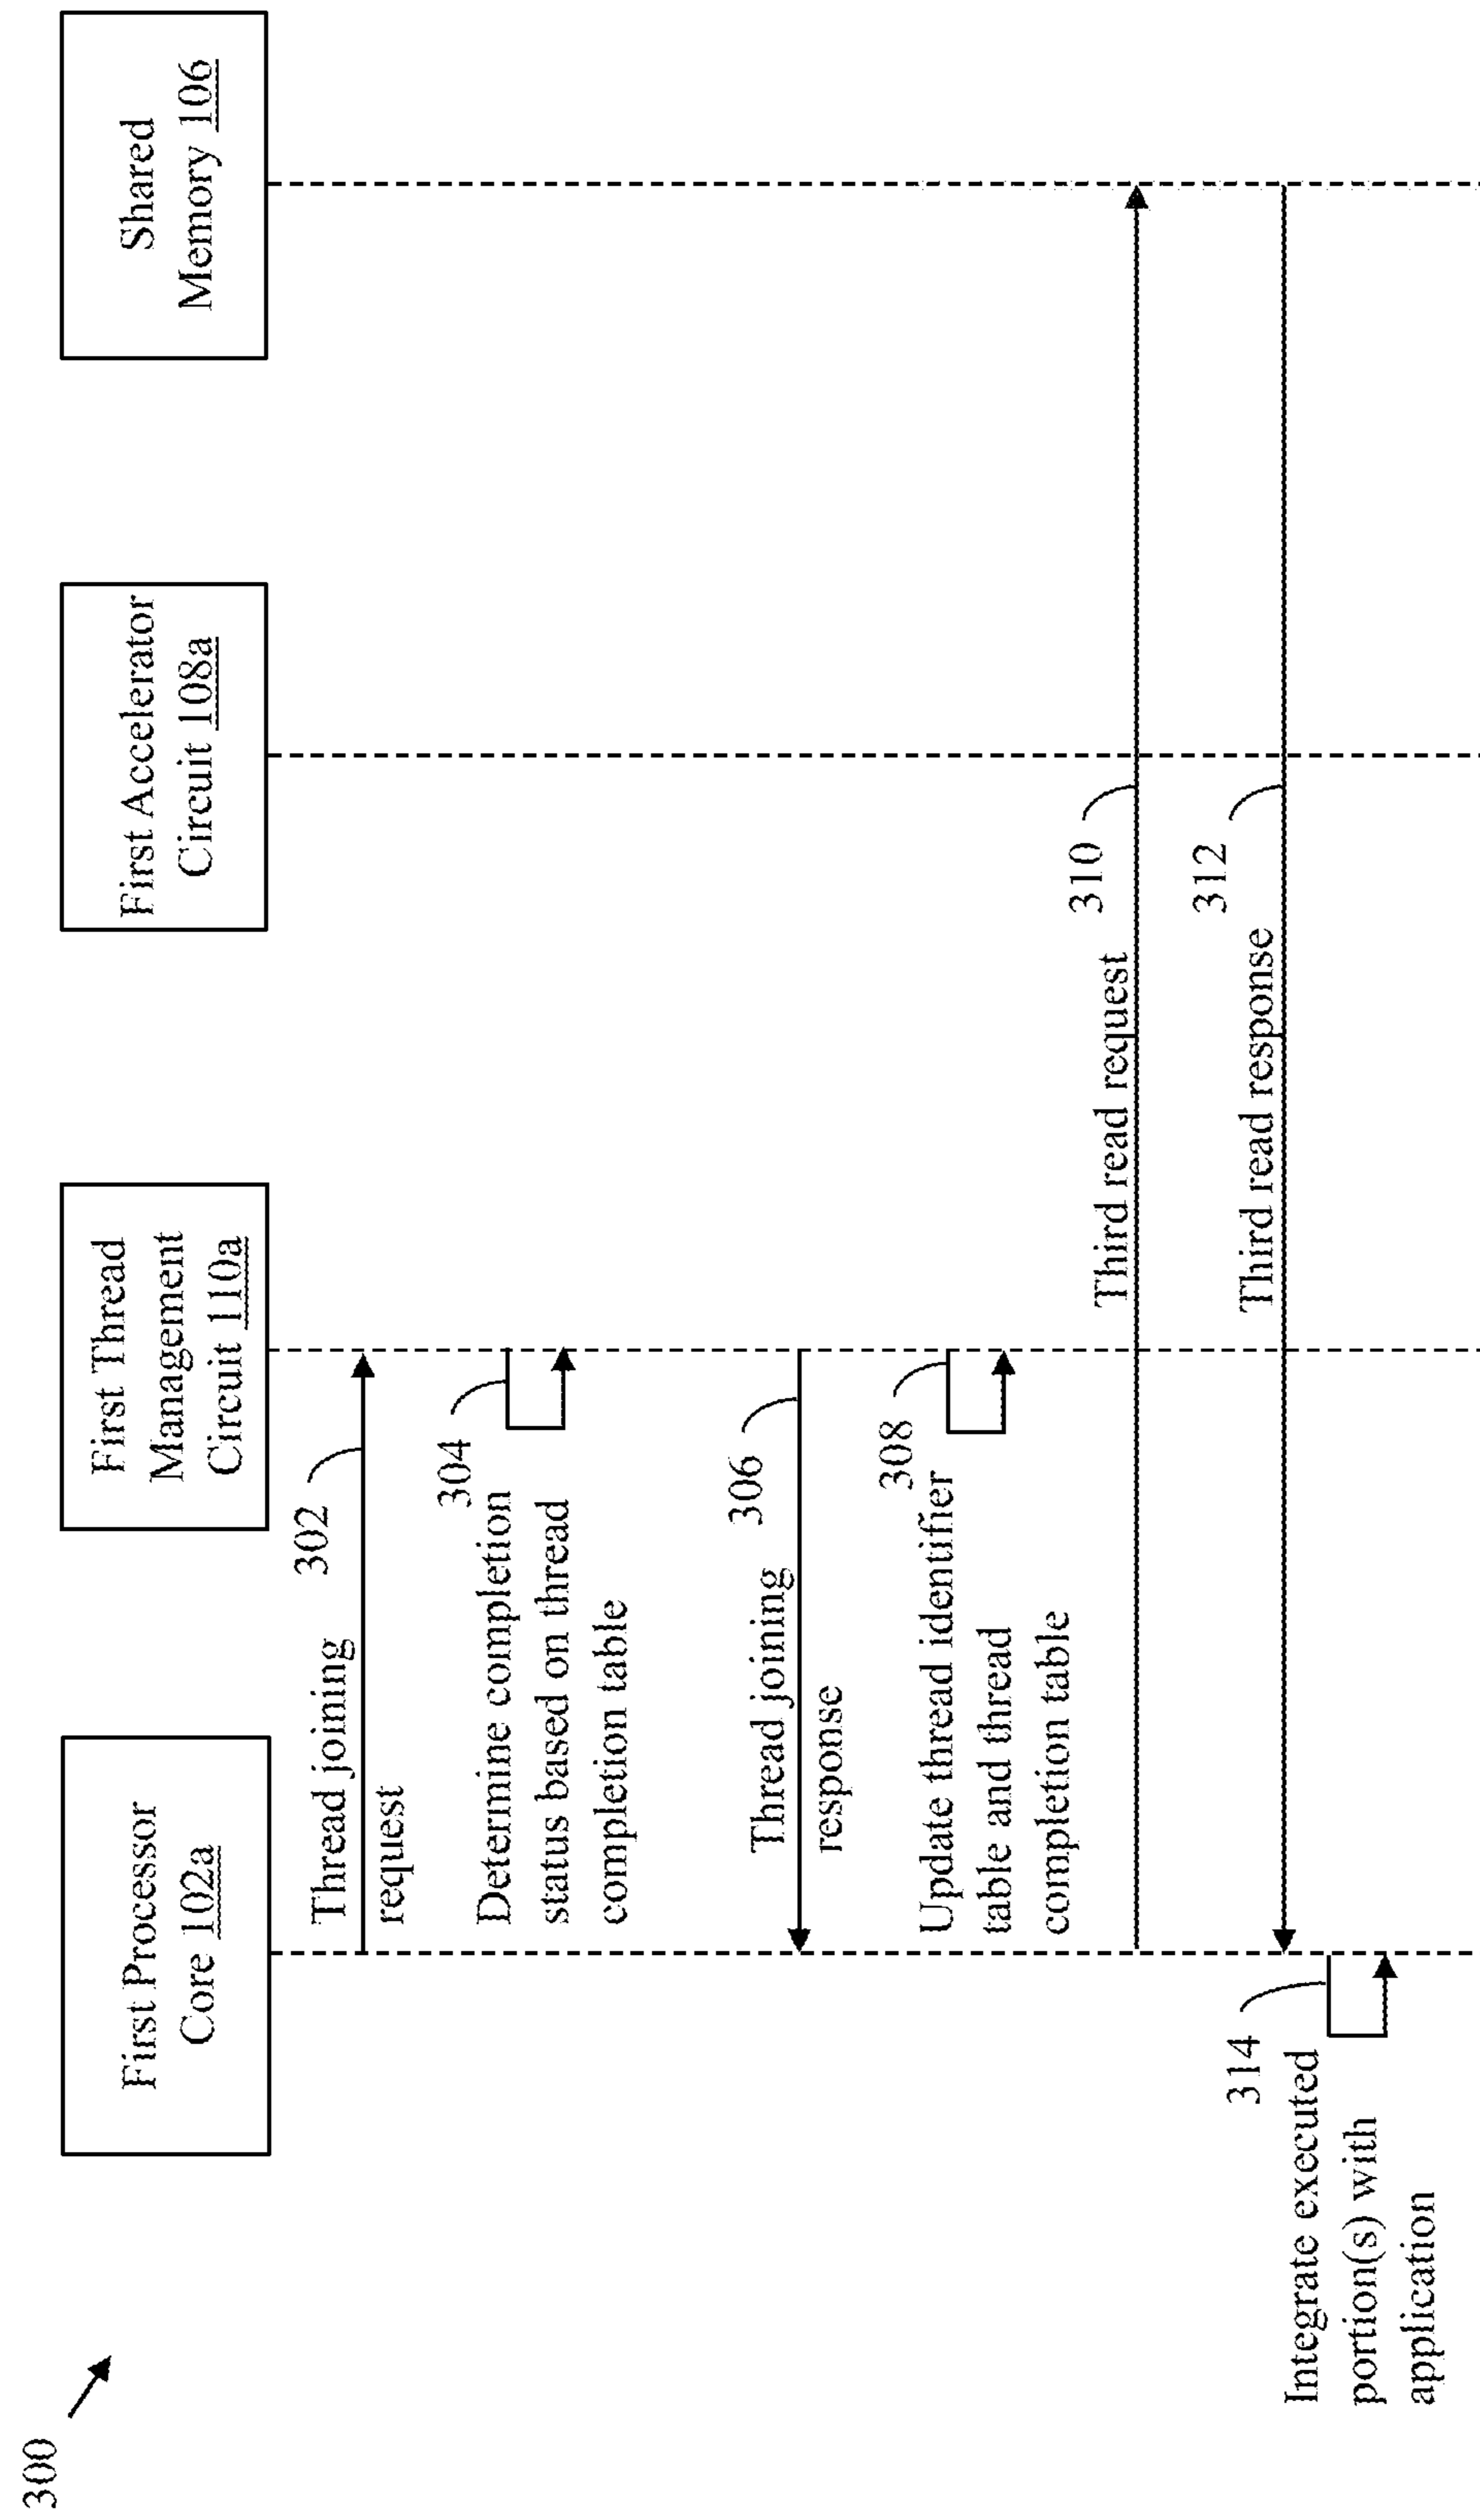 300
First Processor
Core 102a
First Thread
Management
Circuit 110a
First Accelerator
Circuit 108a
Shared
Memory 106
302
Thread joining
request
304
Determine completion
status based on thread
completion table
306
Thread joining
response
308
Update thread identifier
table and thread
completion table
310
Third read request
312
Third read response
314
Integrate executed
portion(s) with
application